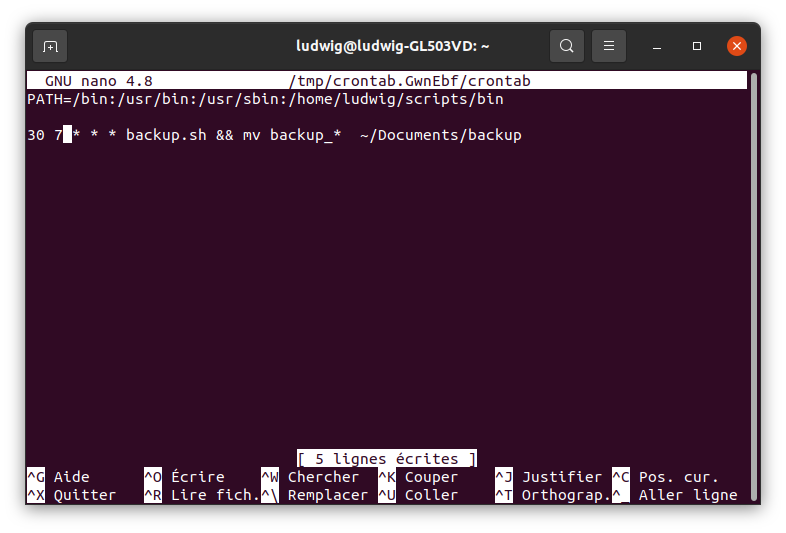 ludwig@ludwig-GL503VD: ~
GNU nano 4.8 /tmp/crontab.GwnEbf/crontab
PATH=/bin:/usr/bin:/usr/sbin:/home/ludwig/scripts/bin
30 7 * * * backup.sh && mv backup_*  ~/Documents/backup
[ 5 lignes écrites ]
^G Aide ^O Écrire ^W Chercher ^K Couper ^J Justifier ^C Pos. cur.
^X Quitter ^R Lire fich. ^\ Remplacer ^U Coller ^T Orthograp. ^_ Aller ligne